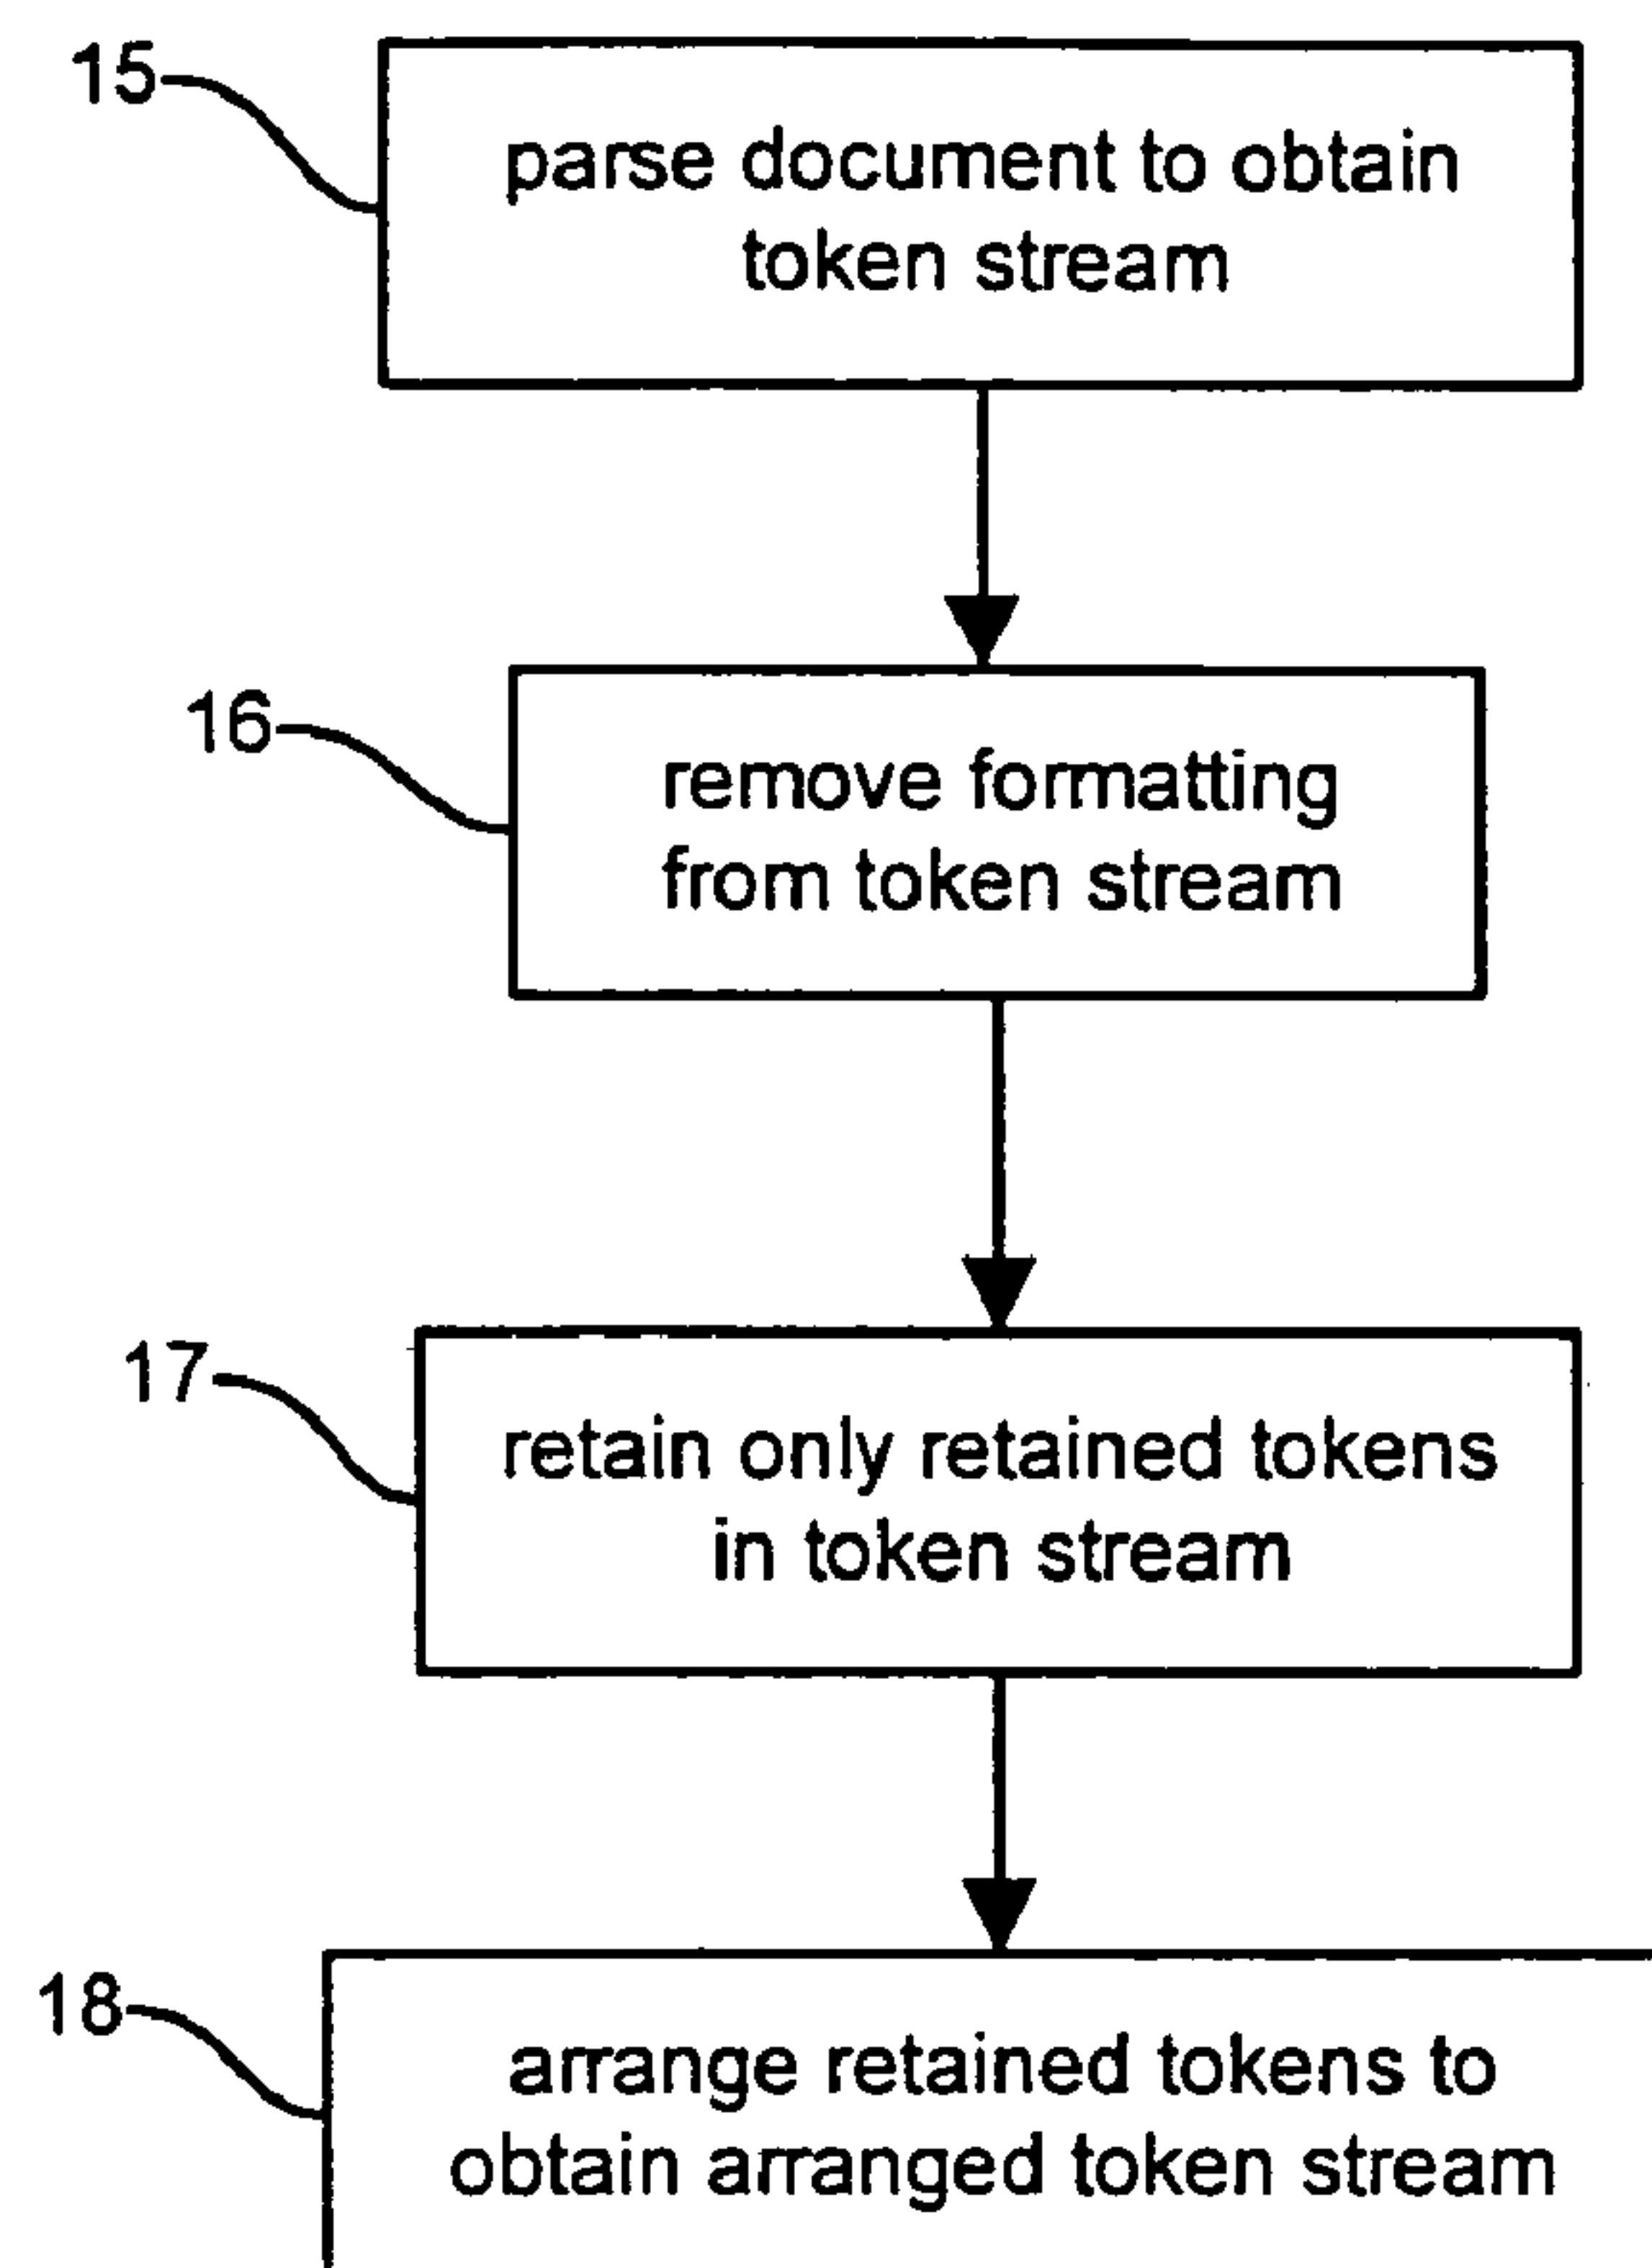 15
parse document to obtain
token stream
16
remove formatting
from token stream
17
retain only retained tokens
in token stream
18
arrange retained tokens to
obtain arranged token stream